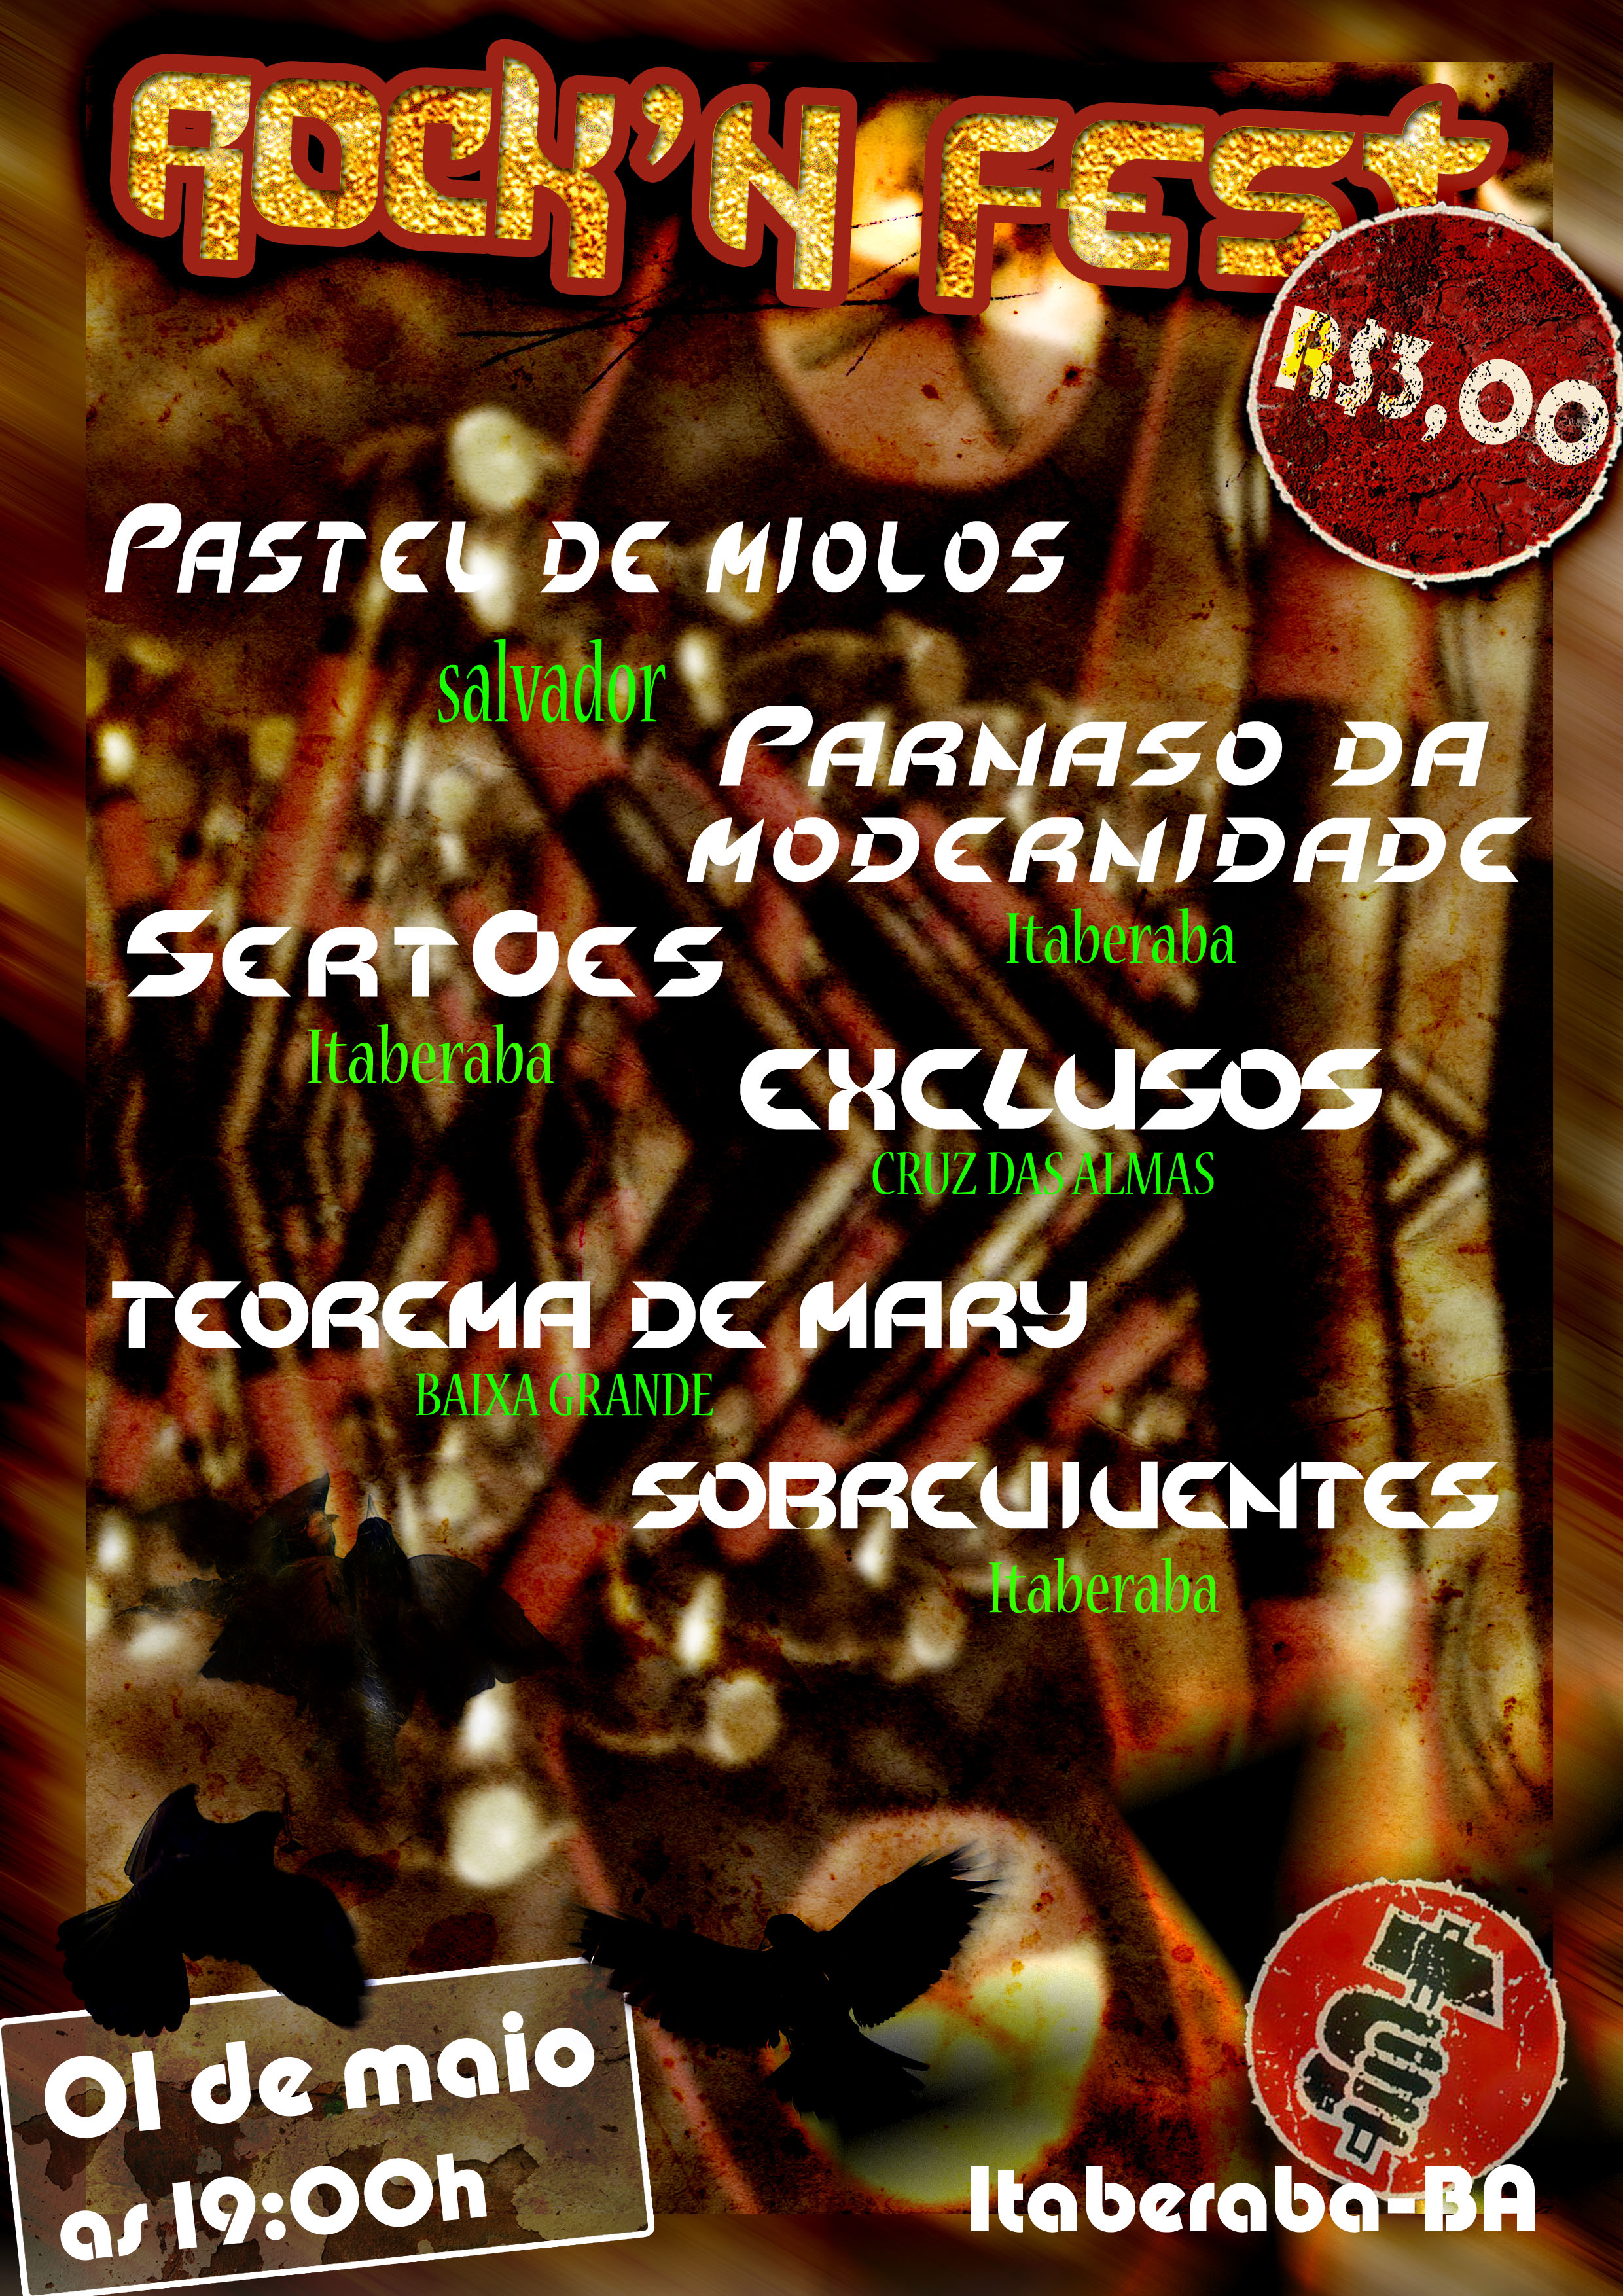 Rock'n Fest
R$3,00
Pastel de miolos
salvador
Parnaso da
modernidade
Itaberaba
SertOes
Itaberaba
EXCLUSOS
CRUZ DAS ALMAS
TEOREMA DE MARY
BAIXA GRANDE
SOBREVIVENTES
Itaberaba
01 de maio
as 19:00h
Itaberaba-BA